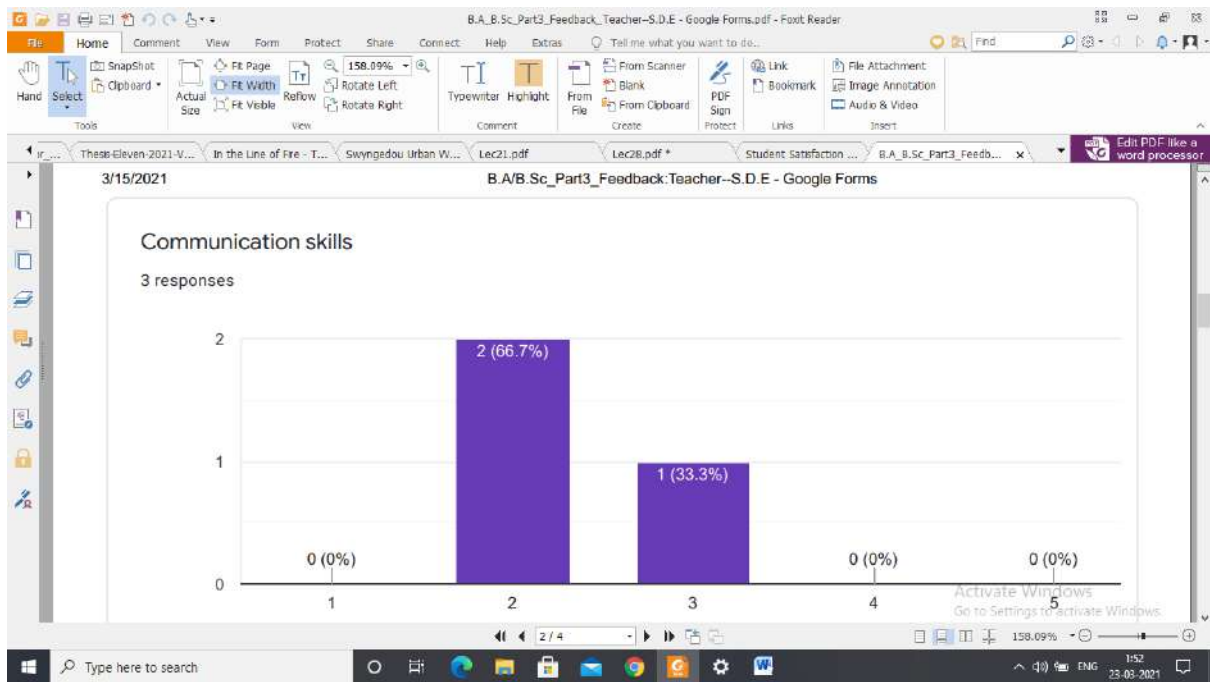 B.A_B.Sc_Part3_Feedback_Teacher--S.D.E - Google Forms.pdf - Foxit Reader
File Home Comment View Form Protect Share Connect Help Extras Tell me what you want to do.. Find
Hand
Select
SnapShot
Clipboard
Actual Size
Fit Page
Fit Width
Fit Visible
Reflow
158.09%
Rotate Left
Rotate Right
Typewriter Highlight
From File
From Scanner
Blank
From Clipboard
PDF Sign
Link
Bookmark
File Attachment
Image Annotation
Audio & Video
Tools View Comment Create Protect Links Insert
Thesis-Eleven-2021-V... In the Line of Fire - T... Swyngedou Urban W... Lec21.pdf Lec28.pdf * Student Satisfaction ... B.A_B.Sc_Part3_Feedb... x
Edit PDF like a
word processor
3/15/2021 B.A/B.Sc_Part3_Feedback:Teacher--S.D.E - Google Forms
Communication skills
3 responses
2
2 (66.7%)
1
1 (33.3%)
0 (0%) 0 (0%) 0 (0%)
0
1 2 3 4 5
Activate Windows
Go to Settings to activate Windows.
2 / 4 158.09%
Type here to search ENG 1:52
23-03-2021